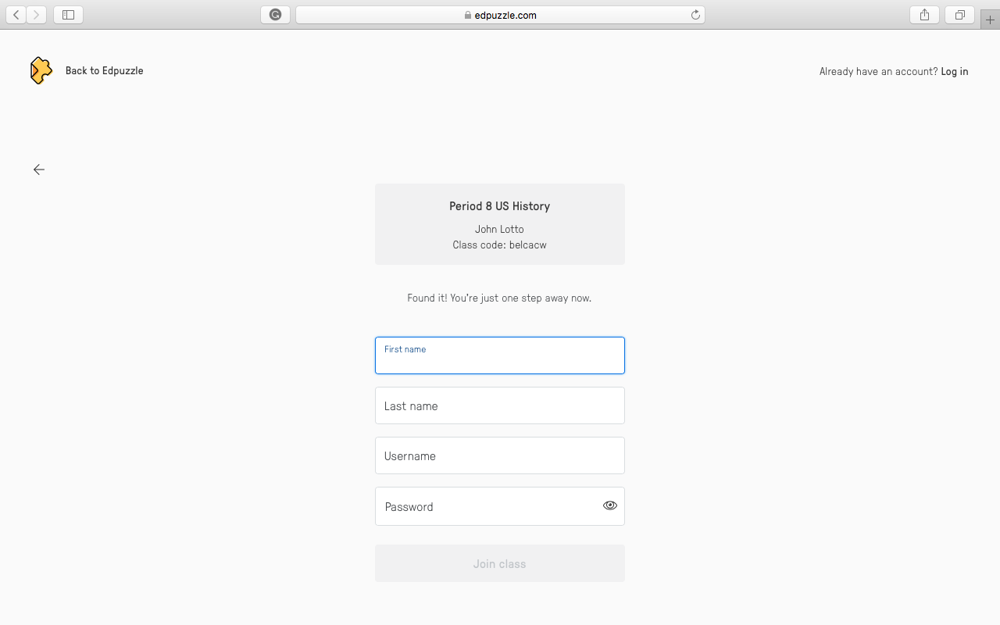 edpuzzle.com
Back to Edpuzzle
Already have an account? Log in
Period 8 US History
John Lotto
Class code: belcacw
Found it! You're just one step away now.
First name
Last name
Username
Password
Join class